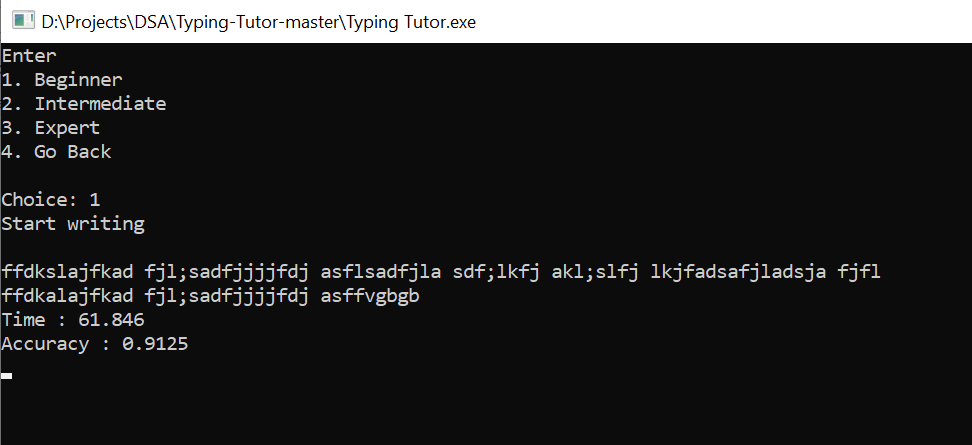 D:\Projects\DSA\Typing-Tutor-master\Typing Tutor.exe
Enter
1. Beginner
2. Intermediate
3. Expert
4. Go Back
Choice: 1
Start writing
ffdkslajfkad fjl;sadfjjjjfdj asflsadfjla sdf;lkfj akl;slfj lkjfadsafjladsja fjfl
ffdkalajfkad fjl;sadfjjjjfdj asffvgbgb
Time : 61.846
Accuracy : 0.9125